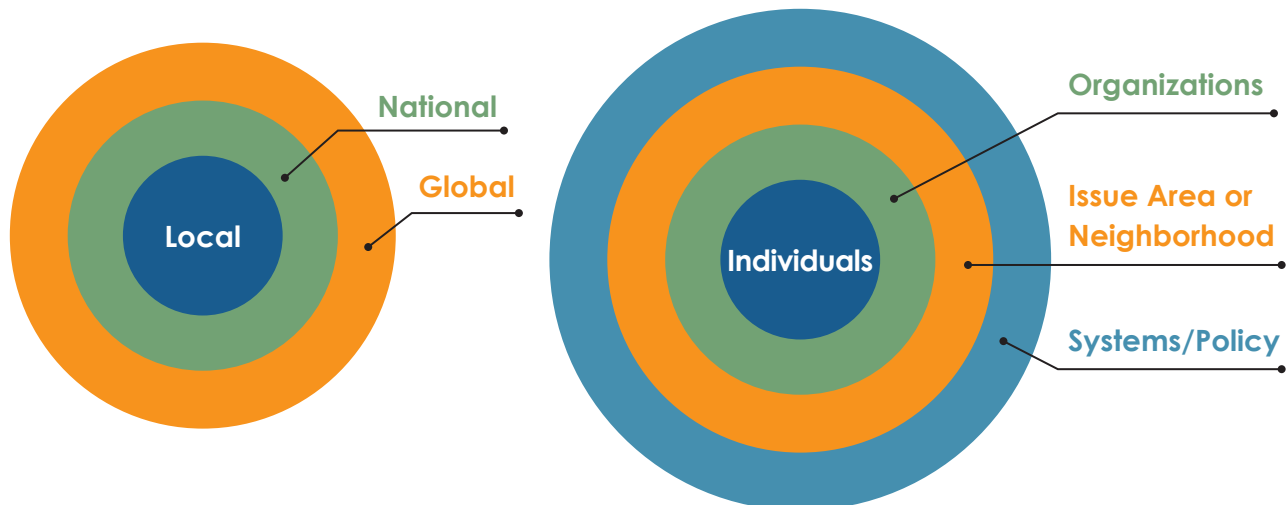 National
Global
Local
Organizations
Issue Area or
Neighborhood
Individuals
Systems/Policy